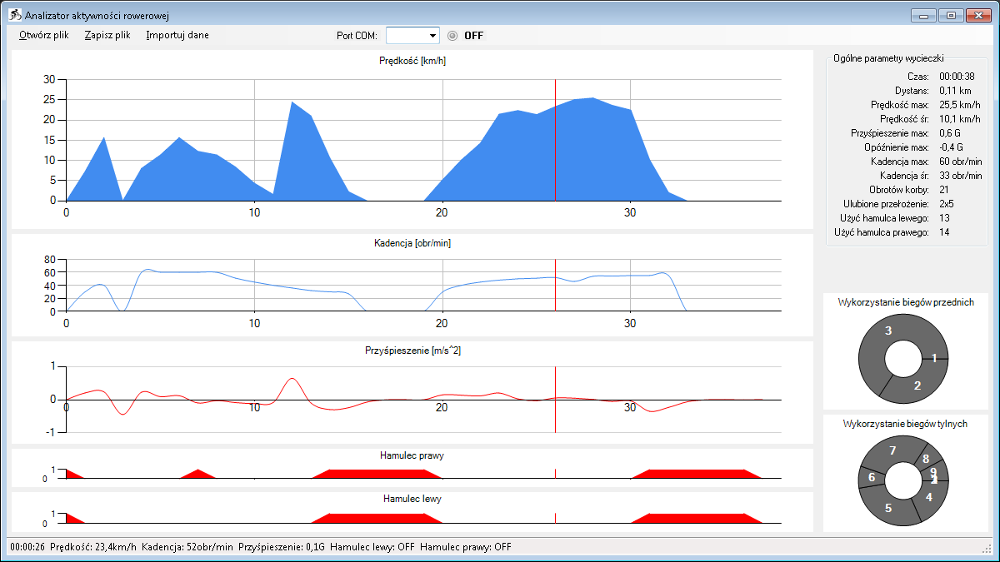 Analizator aktywności rowerowej
Otwórz plik Zapisz plik Importuj dane Port COM: OFF
Prędkość [km/h]
30
25
20
15
10
5
0
0 10 20 30
Kadencja [obr/min]
80
60
40
20
0
0 10 20 30
Przyśpieszenie [m/s^2]
1
0
-1
0 10 20 30
Hamulec prawy
1
0
Hamulec lewy
1
0
Ogólne parametry wycieczki
Czas: 00:00:38
Dystans: 0,11 km
Prędkość max: 25,5 km/h
Prędkość śr: 10,1 km/h
Przyśpieszenie max: 0,6 G
Opóźnienie max: -0,4 G
Kadencja max: 60 obr/min
Kadencja śr: 33 obr/min
Obrotów korby: 21
Ulubione przełożenie: 2x5
Użyć hamulca lewego: 13
Użyć hamulca prawego: 14
Wykorzystanie biegów przednich
3
1
2
Wykorzystanie biegów tylnych
7
8
9
6
4
5
00:00:26 Prędkość: 23,4km/h Kadencja: 52obr/min Przyśpieszenie: 0,1G Hamulec lewy: OFF Hamulec prawy: OFF